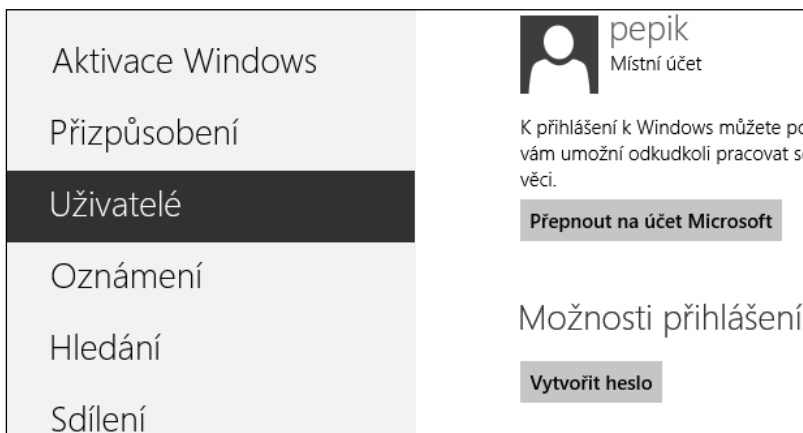 Aktivace Windows
Přizpůsobení
Uživatelé
Oznámení
Hledání
Sdílení
pepik
Místní účet
K přihlášení k Windows můžete
vám umožní odkudkoli pracovat
věci.
Přepnout na účet Microsoft
Možnosti přihlášení
Vytvořit heslo